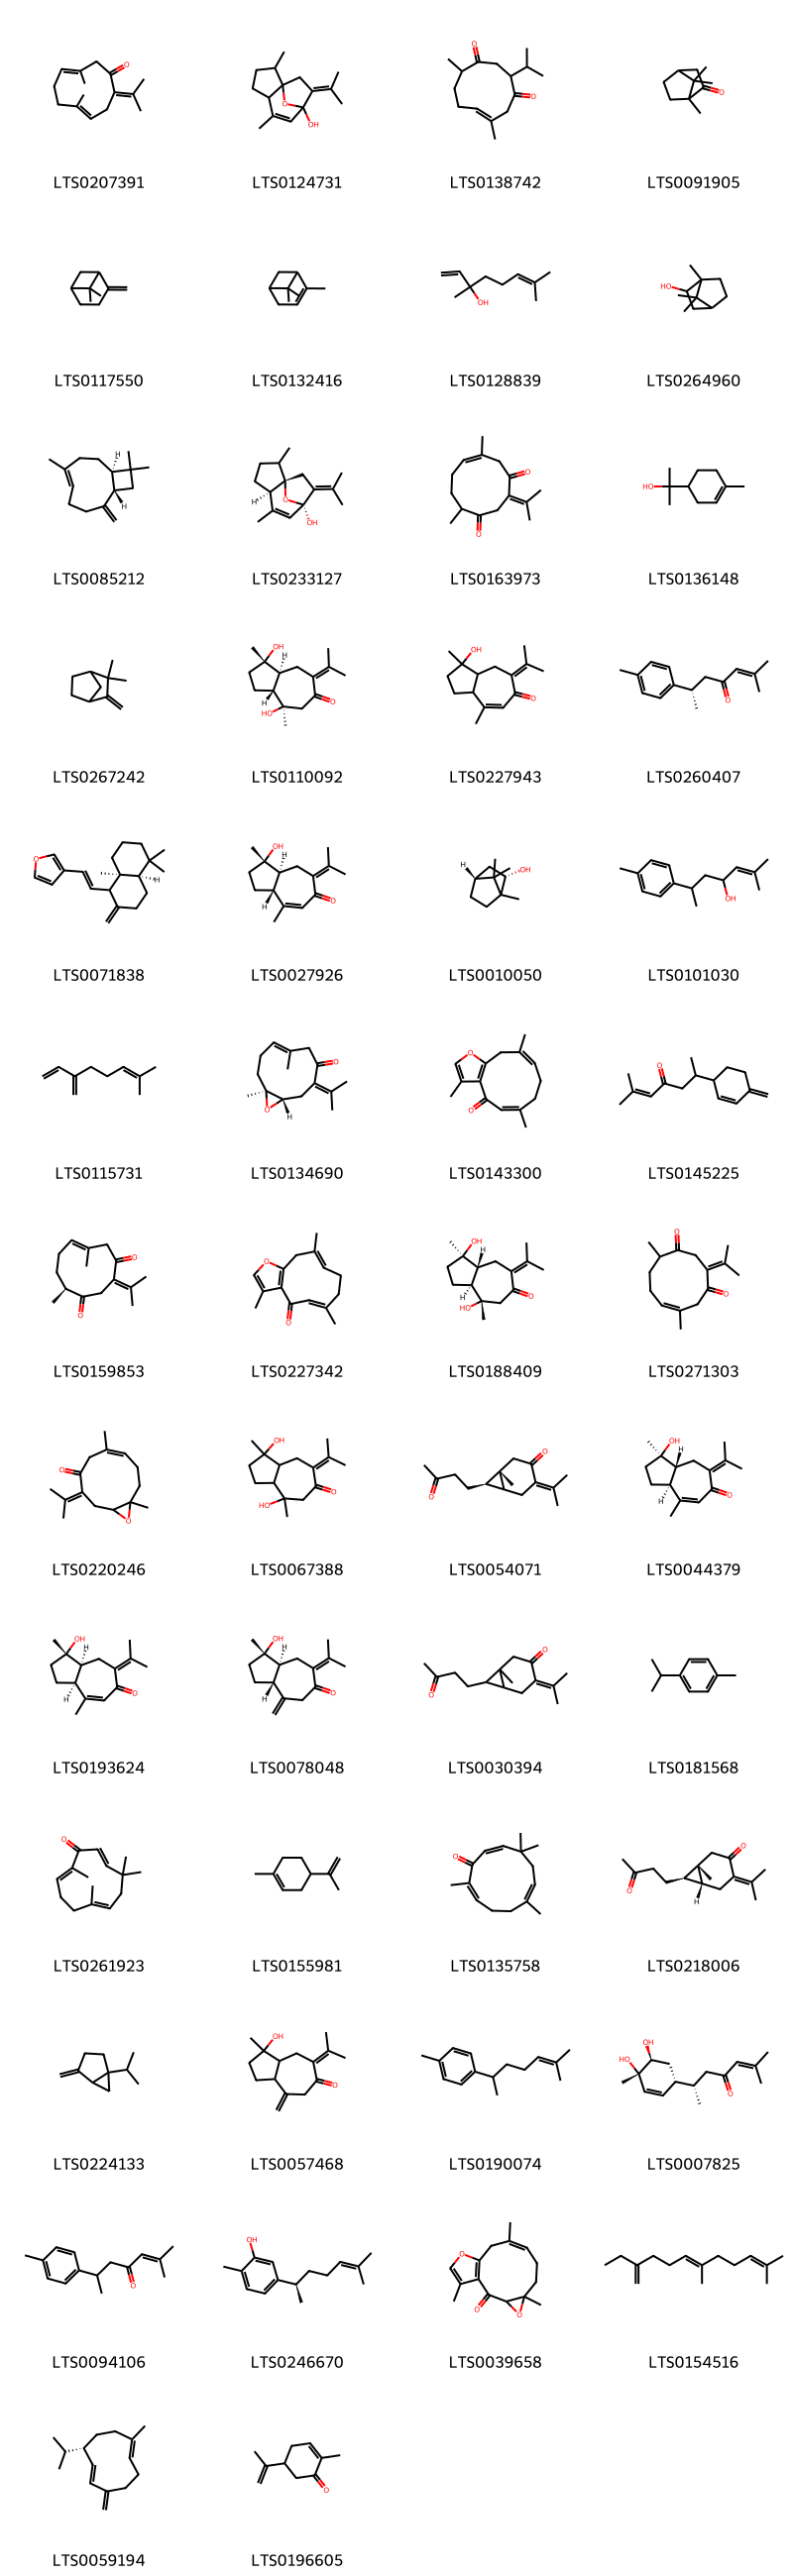 LTS0207391 LTS0124731 LTS0138742 LTS0091905
LTS0117550 LTS0132416 LTS0128839 LTS0264960
LTS0085212 LTS0233127 LTS0163973 LTS0136148
LTS0267242 LTS0110092 LTS0227943 LTS0260407
LTS0071838 LTS0027926 LTS0010050 LTS0101030
LTS0115731 LTS0134690 LTS0143300 LTS0145225
LTS0159853 LTS0227342 LTS0188409 LTS0271303
LTS0220246 LTS0067388 LTS0054071 LTS0044379
LTS0193624 LTS0078048 LTS0030394 LTS0181568
LTS0261923 LTS0155981 LTS0135758 LTS0218006
LTS0224133 LTS0057468 LTS0190074 LTS0007825
LTS0094106 LTS0246670 LTS0039658 LTS0154516
LTS0059194 LTS0196605